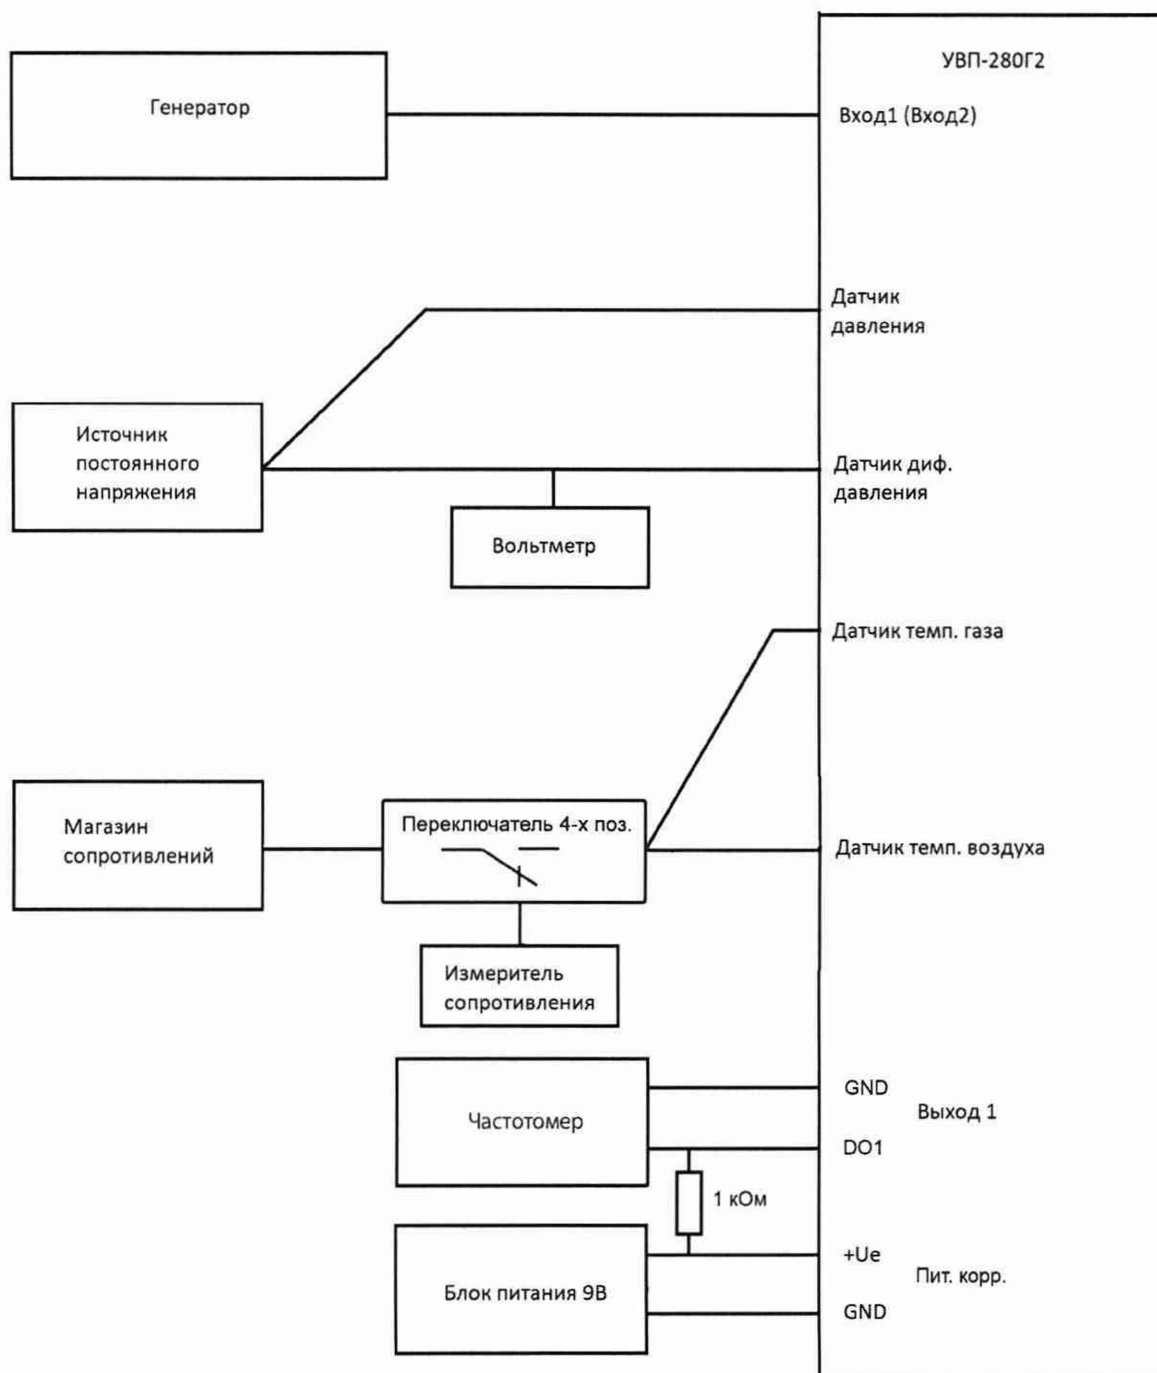 УВП-280Г2
Генератор
Вход1 (Вход2)
Датчик
давления
Источник
постоянного
напряжения
Датчик диф.
давления
Вольтметр
Датчик темп. газа
Магазин
сопротивлений
Переключатель 4-х поз.
Датчик темп. воздуха
Измеритель
сопротивления
Частотомер
GND
Выход 1
DO1
1 кОм
Блок питания 9В
+Ue
Пит. корр.
GND